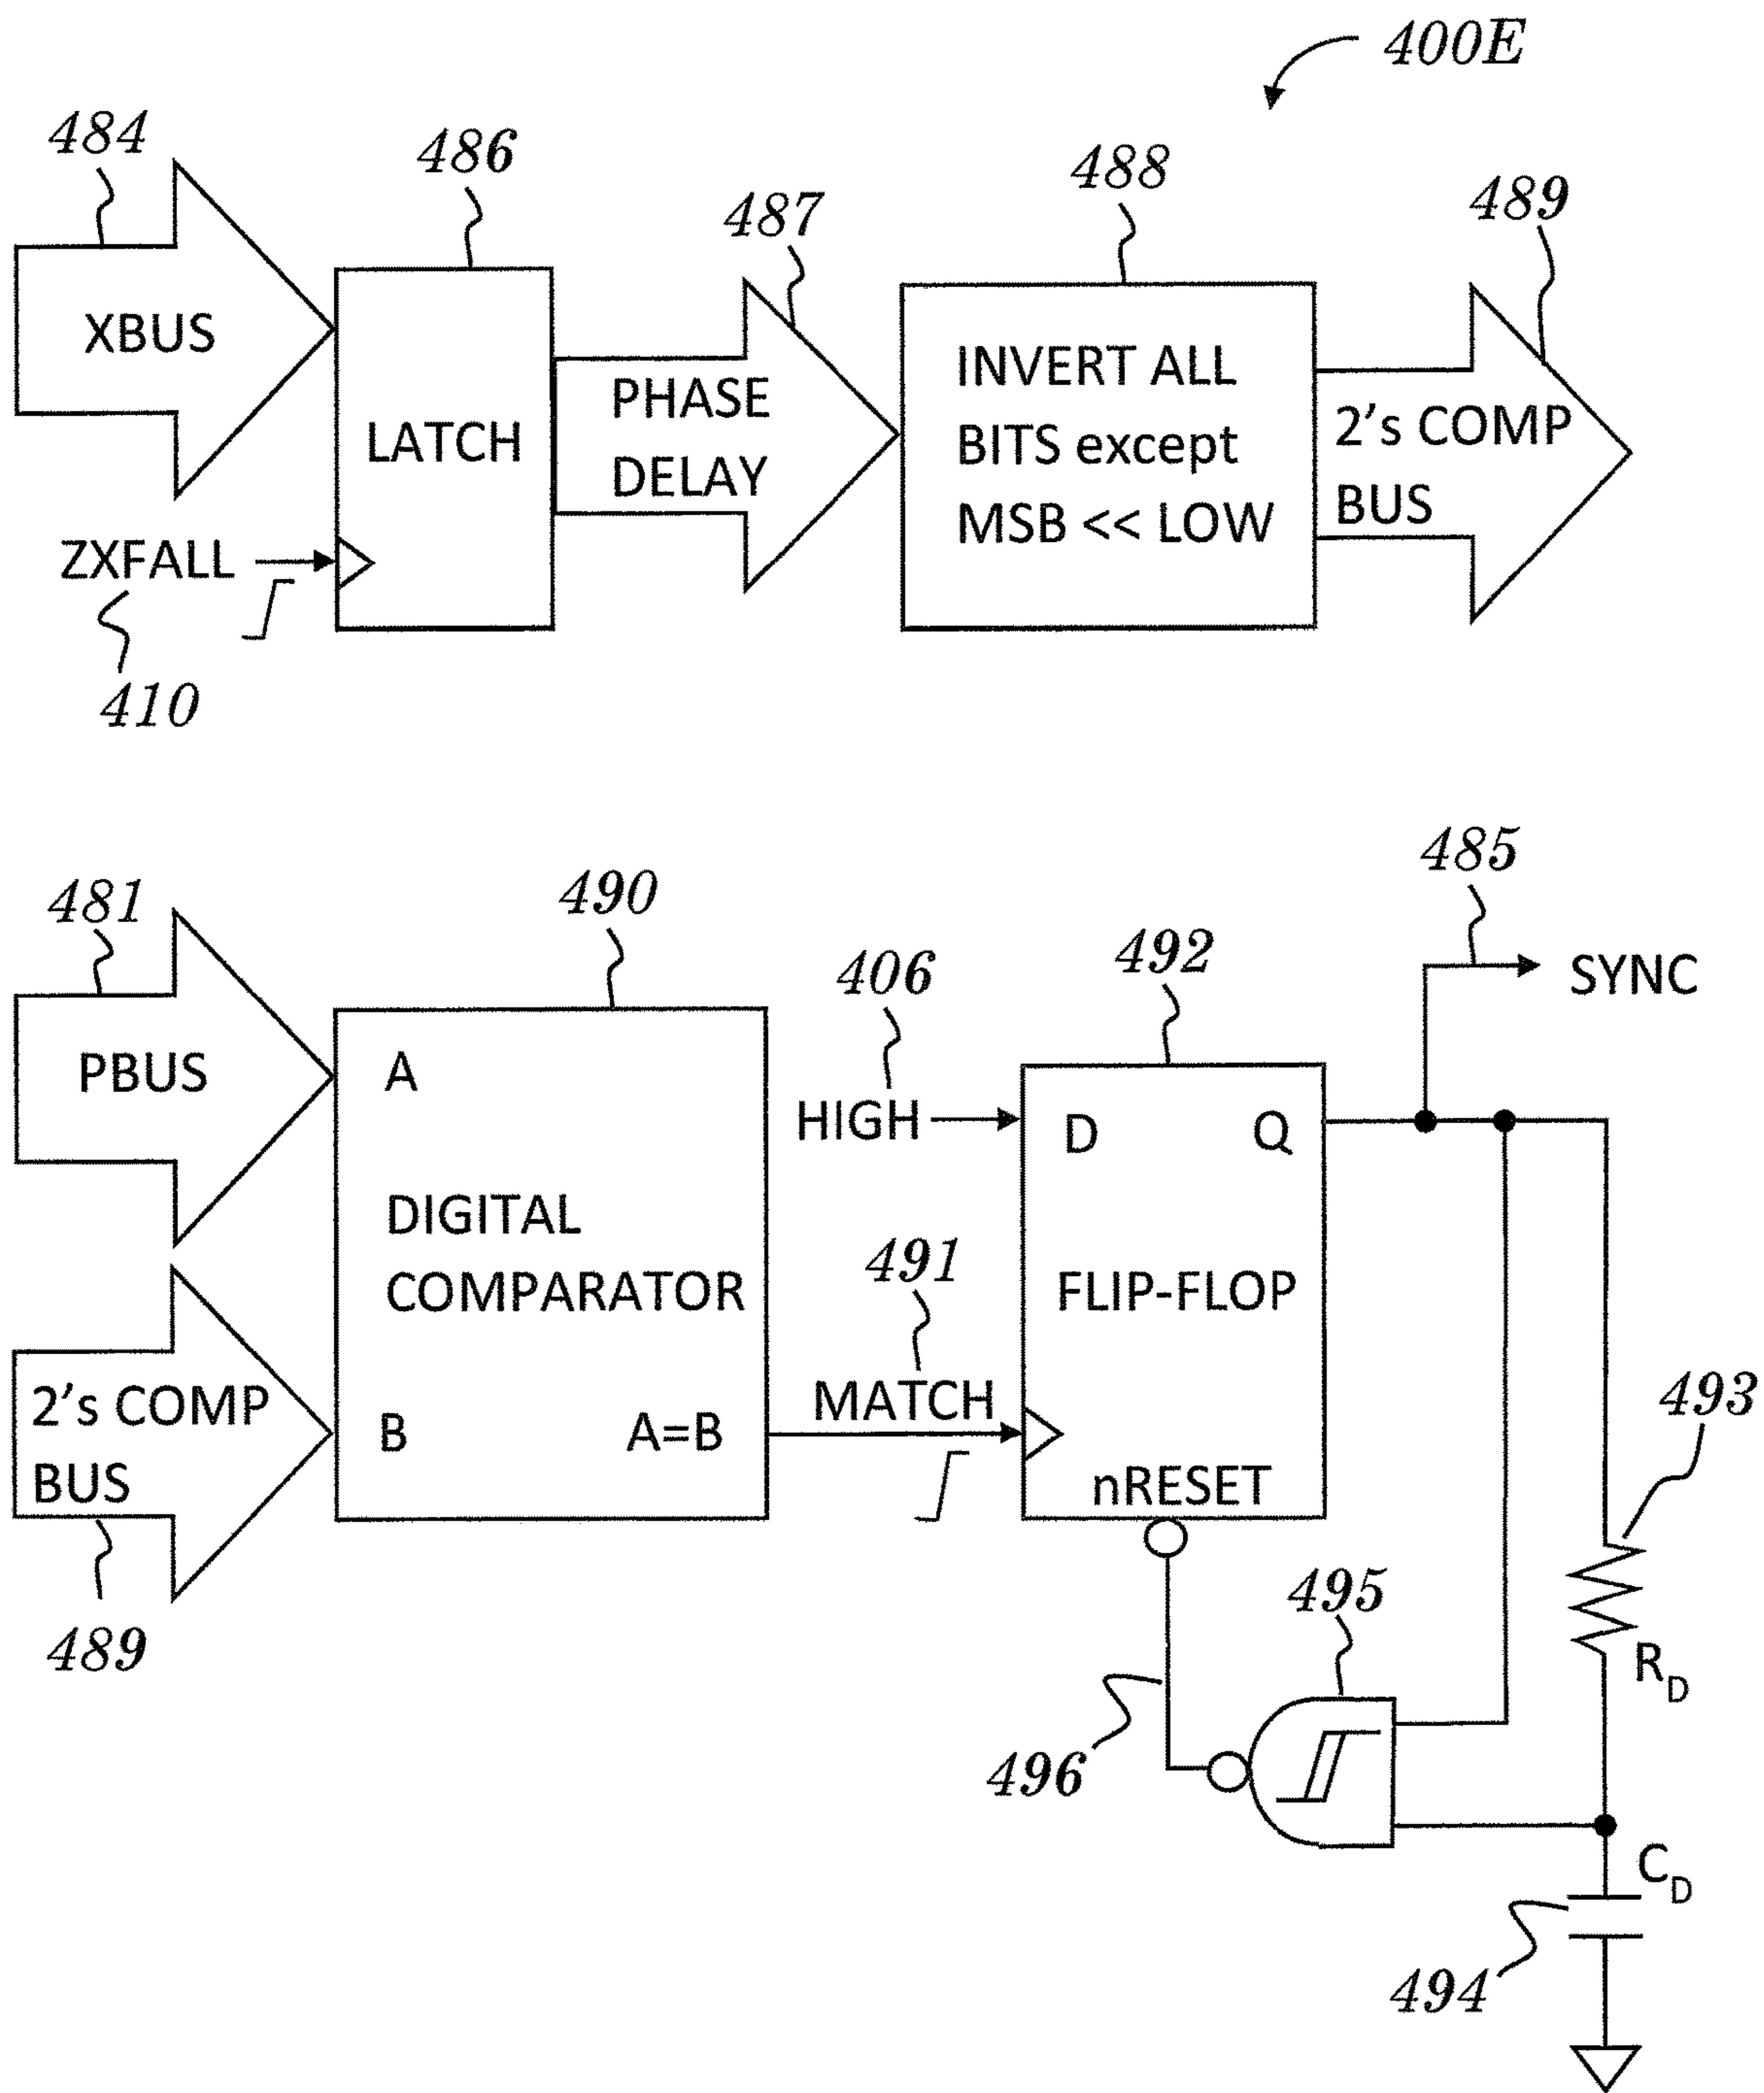 400E
484
486
488
487
489
XBUS
LATCH
PHASE
DELAY
INVERT ALL
BITS except
MSB << LOW
2's COMP
BUS
ZXFALL
410
485
481
490
492
406
SYNC
PBUS
A
HIGH
D
Q
DIGITAL
COMPARATOR
491
FLIP-FLOP
2's COMP
BUS
B
A=B
MATCH
493
nRESET
489
495
RD
496
CD
494